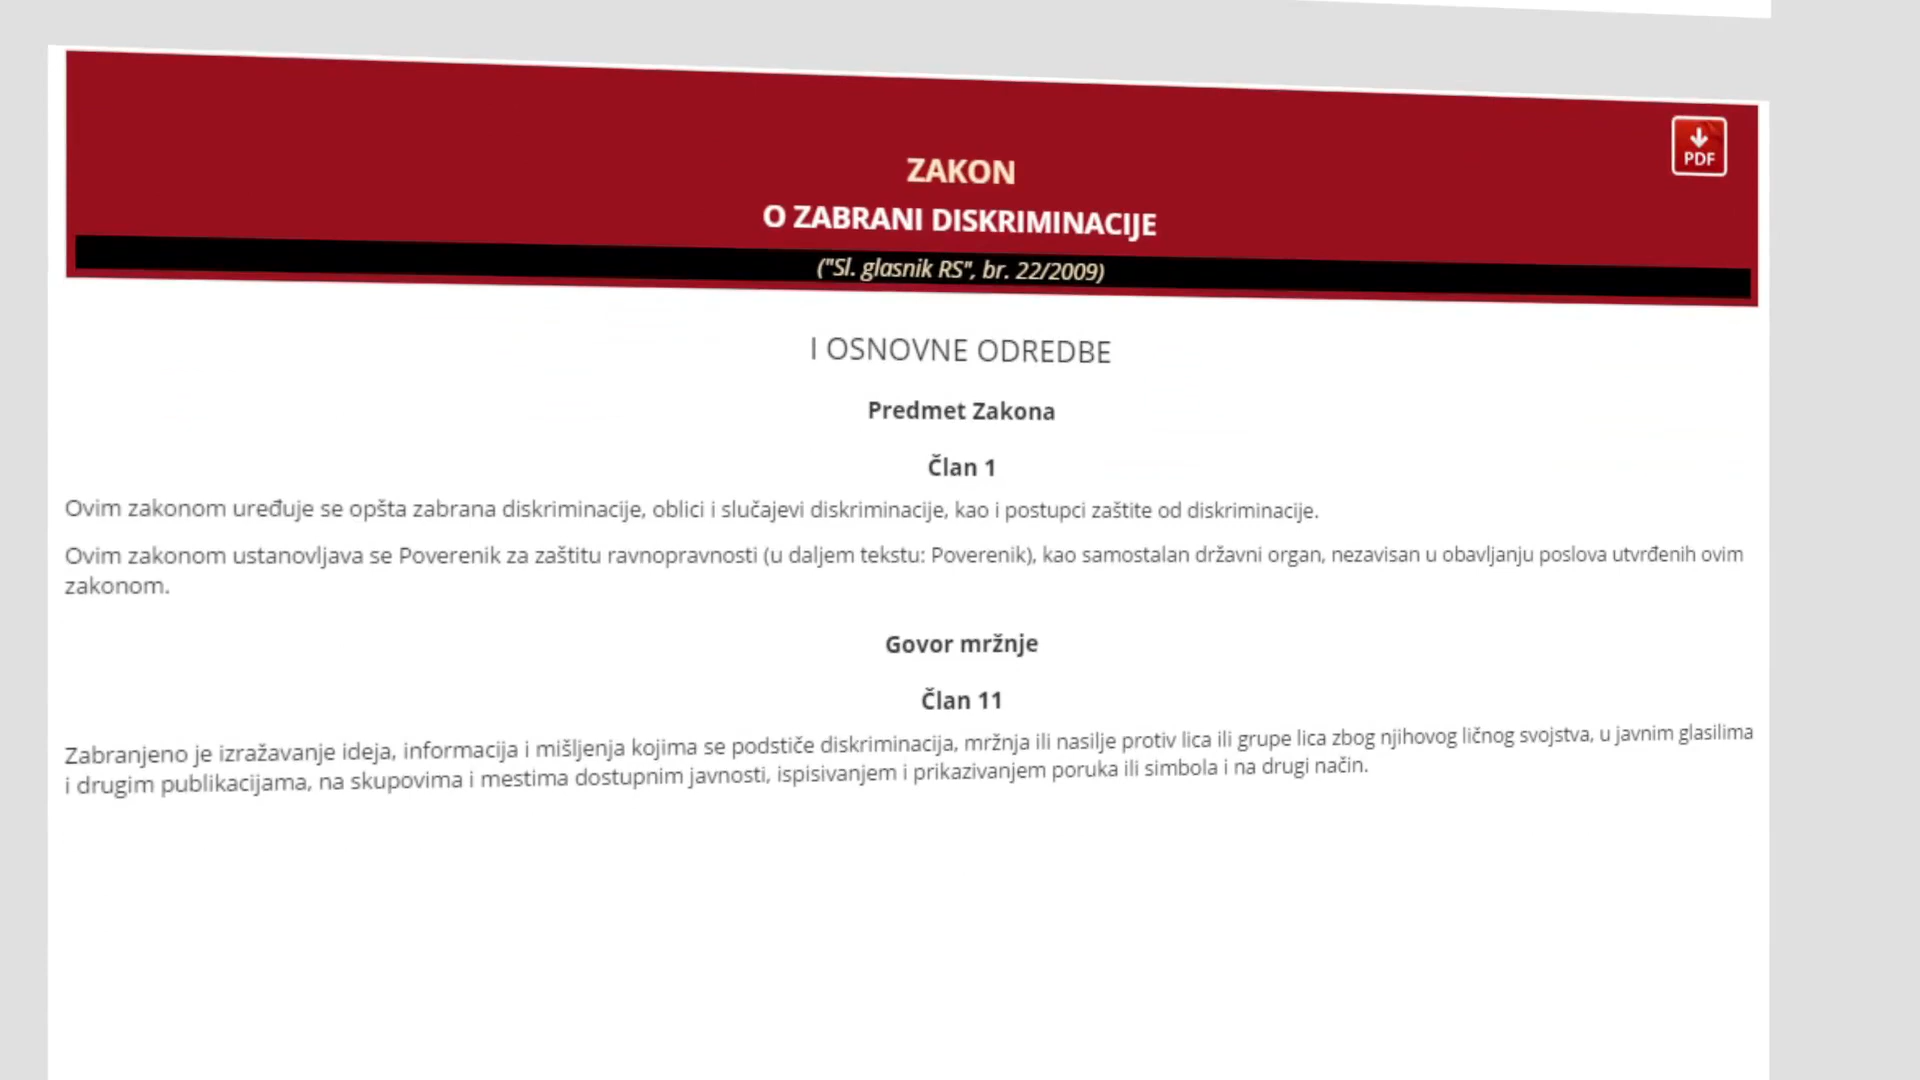 PDF
ZAKON
O ZABRANI DISKRIMINACIJE
("Sl. glasnik RS", br. 22/2009)
I OSNOVNE ODREDBE
Predmet Zakona
Član 1
Ovim zakonom uređuje se opšta zabrana diskriminacije, oblici i slučajevi diskriminacije, kao i postupci zaštite od diskriminacije.
Ovim zakonom ustanovljava se Poverenik za zaštitu ravnopravnosti (u daljem tekstu: Poverenik), kao samostalan državni organ, nezavisan u obavljanju poslova utvrđenih ovim
zakonom.
Govor mržnje
Član 11
Zabranjeno je izražavanje ideja, informacija i mišljenja kojima se podstiče diskriminacija, mržnja ili nasilje protiv lica ili grupe lica zbog njihovog ličnog svojstva, u javnim glasilima
i drugim publikacijama, na skupovima i mestima dostupnim javnosti, ispisivanjem i prikazivanjem poruka ili simbola i na drugi način.